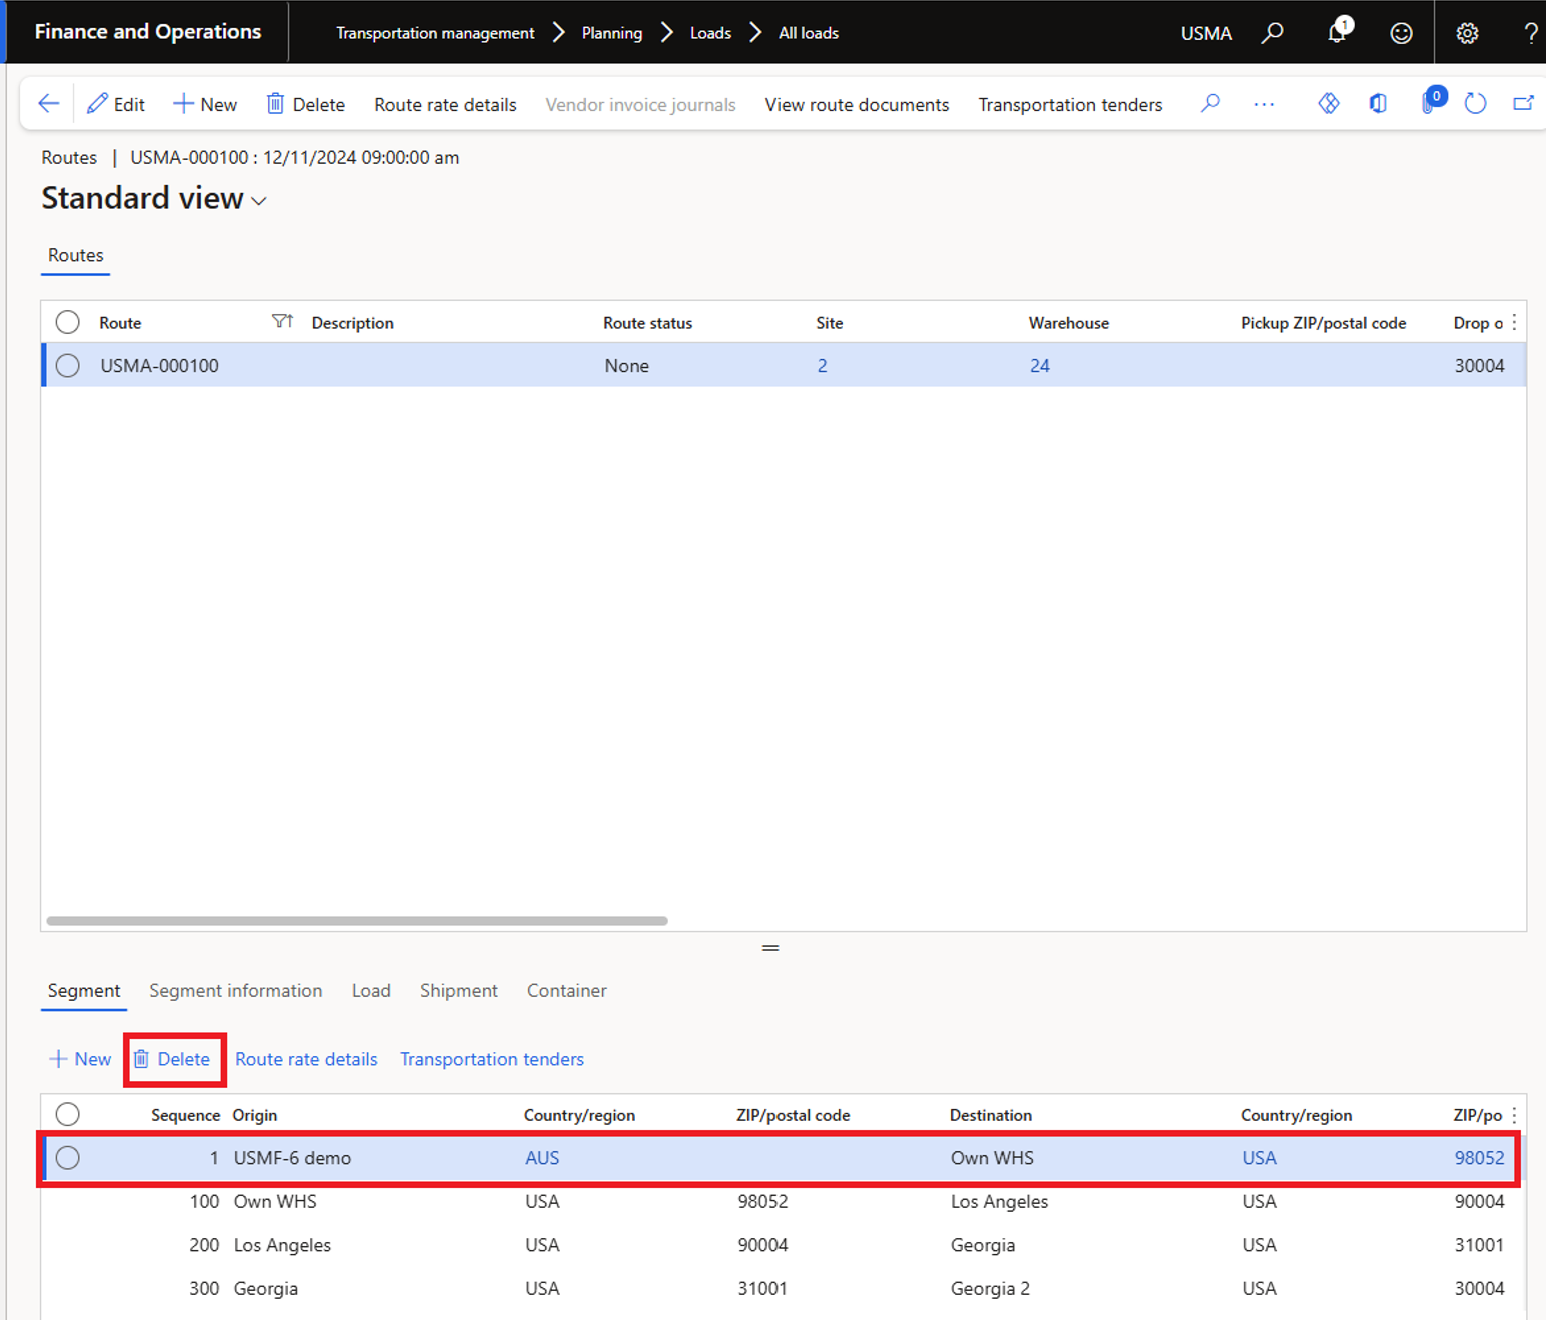 Finance and Operations Transportation management Planning Loads All loads USMA 1 ?
Edit New Delete Route rate details Vendor invoice journals View route documents Transportation tenders ... 0
Routes | USMA-000100 : 12/11/2024 09:00:00 am
Standard view
Routes
Route Description Route status Site Warehouse Pickup ZIP/postal code Drop o
USMA-000100 None 2 24 30004
Segment Segment information Load Shipment Container
New Delete Route rate details Transportation tenders
Sequence Origin Country/region ZIP/postal code Destination Country/region ZIP/po
1 USMF-6 demo AUS Own WHS USA 98052
100 Own WHS USA 98052 Los Angeles USA 90004
200 Los Angeles USA 90004 Georgia USA 31001
300 Georgia USA 31001 Georgia 2 USA 30004